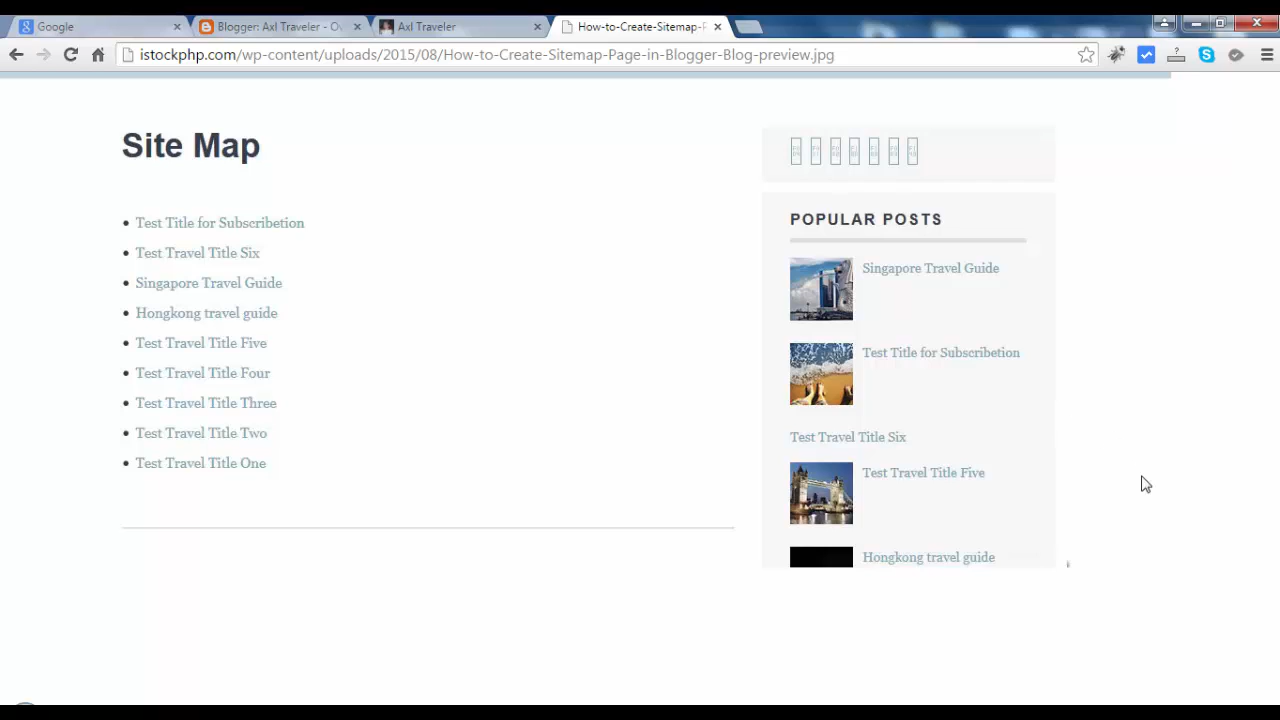 Google
Blogger: Axl Traveler - Ov
Axl Traveler
How-to-Create-Sitemap-P
istockphp.com/wp-content/uploads/2015/08/How-to-Create-Sitemap-Page-in-Blogger-Blog-preview.jpg
Site Map
• Test Title for Subscribetion
• Test Travel Title Six
• Singapore Travel Guide
• Hongkong travel guide
• Test Travel Title Five
• Test Travel Title Four
• Test Travel Title Three
• Test Travel Title Two
• Test Travel Title One
POPULAR POSTS
Singapore Travel Guide
Test Title for Subscribetion
Test Travel Title Six
Test Travel Title Five
Hongkong travel guide